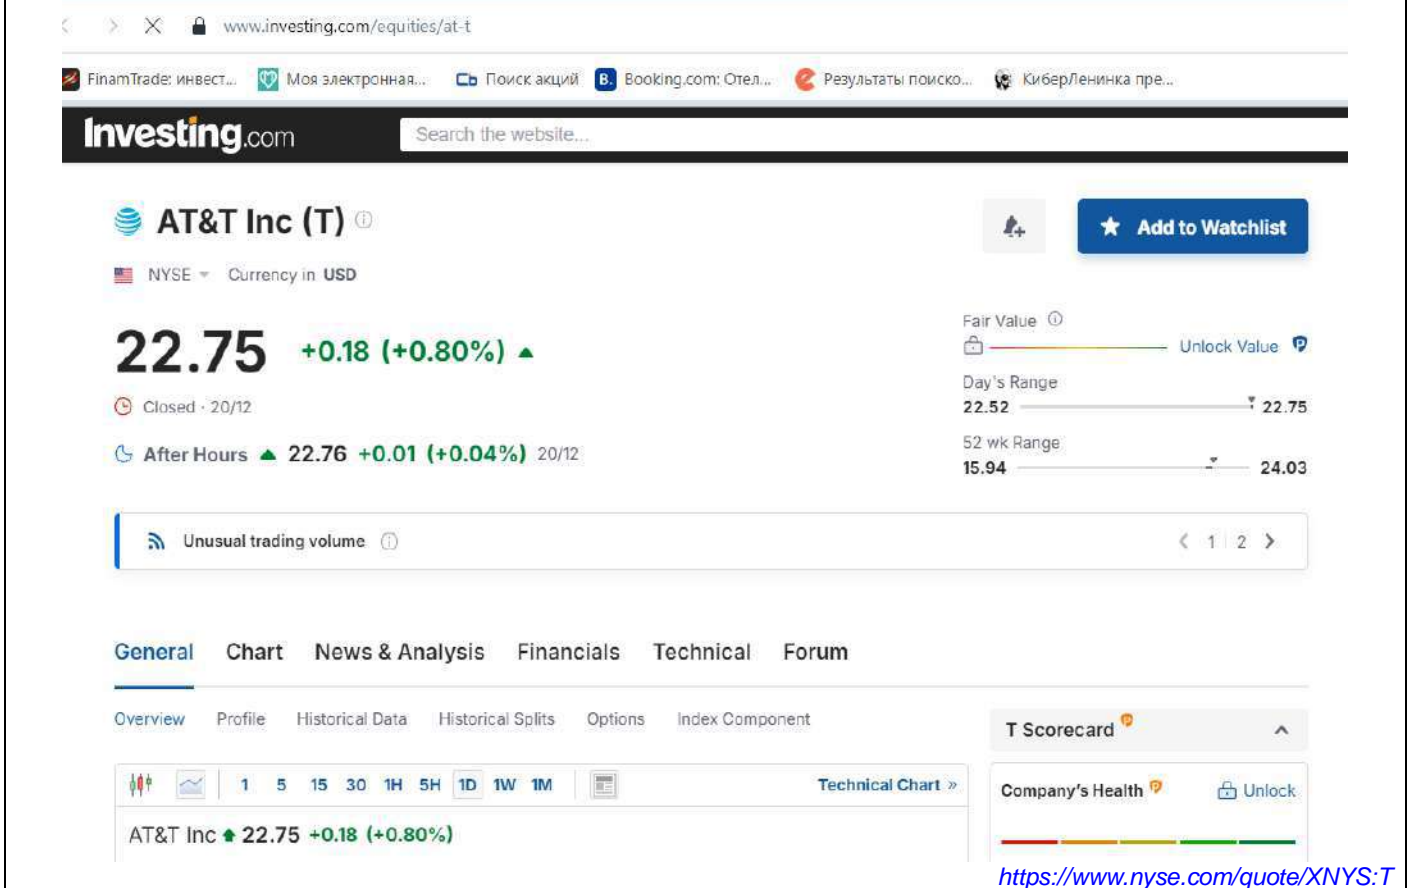 www.investing.com/equities/at-t
FinamTrade: инвест... Моя электронная... Поиск акций B. Booking.com: Отел... Результаты поиско... КиберЛенинка пре...
Investing.com Search the website...
AT&T Inc (T)
Add to Watchlist
NYSE Currency in USD
22.75 +0.18 (+0.80%)
Fair Value
Unlock Value
Day's Range
22.52 22.75
Closed · 20/12
52 wk Range
15.94 24.03
After Hours 22.76 +0.01 (+0.04%) 20/12
Unusual trading volume 1 2
General Chart News & Analysis Financials Technical Forum
Overview Profile Historical Data Historical Splits Options Index Component
T Scorecard
1 5 15 30 1H 5H 1D 1W 1M Technical Chart »
Company's Health Unlock
AT&T Inc 22.75 +0.18 (+0.80%)
https://www.nyse.com/quote/XNYS:T